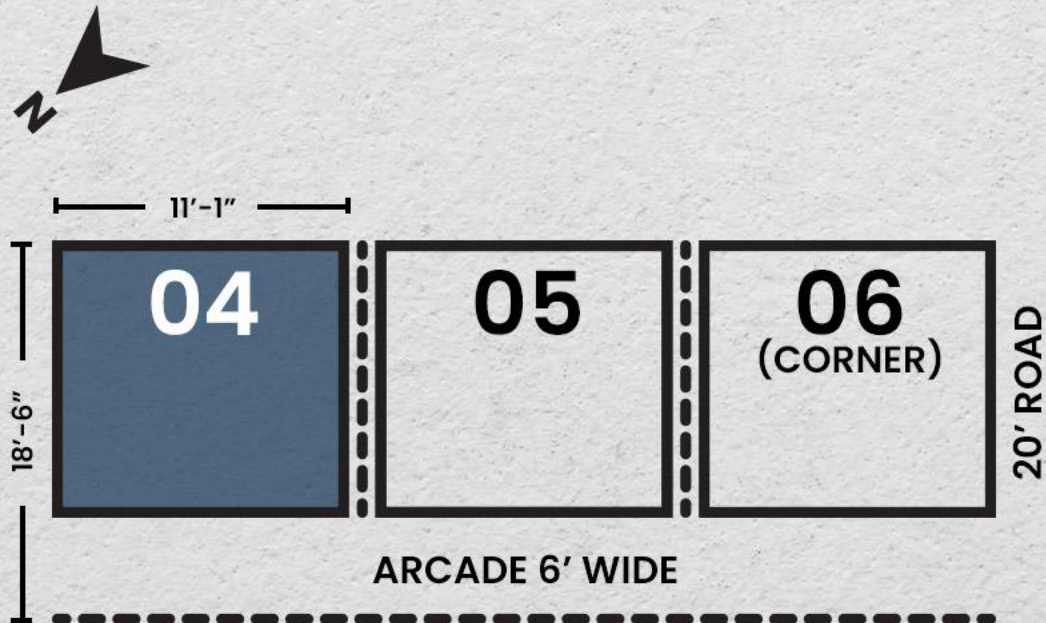 N
11’-1”
04
05
06
(CORNER)
18’-6”
20’ ROAD
ARCADE 6’ WIDE